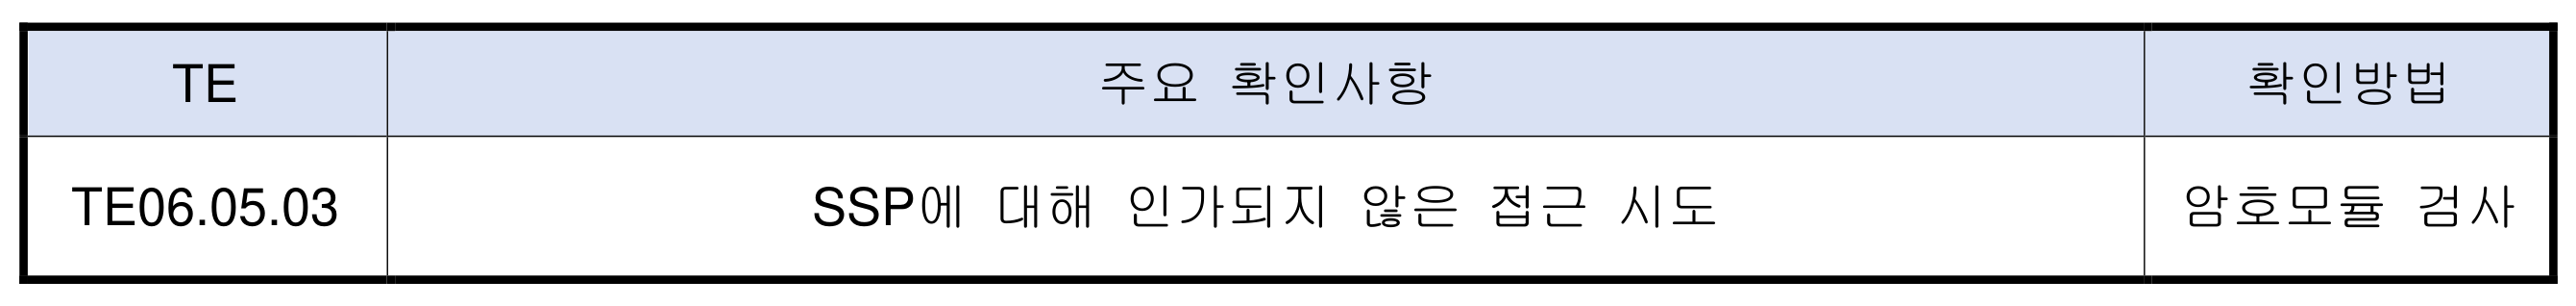 TE 주요 확인사항 확인방법
TE06.05.03 SSP에 대해 인가되지 않은 접근 시도 암호모듈 검사